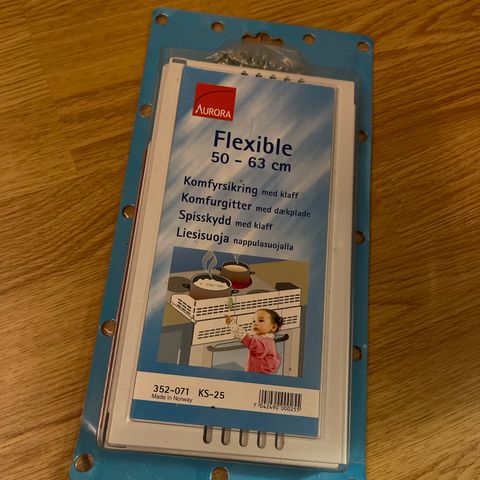 AURORA
Flexible
50 - 63 cm
Komfyrsikring med klaff
Komfurgitter med dækplade
Spisskydd med klaff
Liesisuoja nappulasuojalla
352-071 KS-25
Made in Norway
7 042490 000255